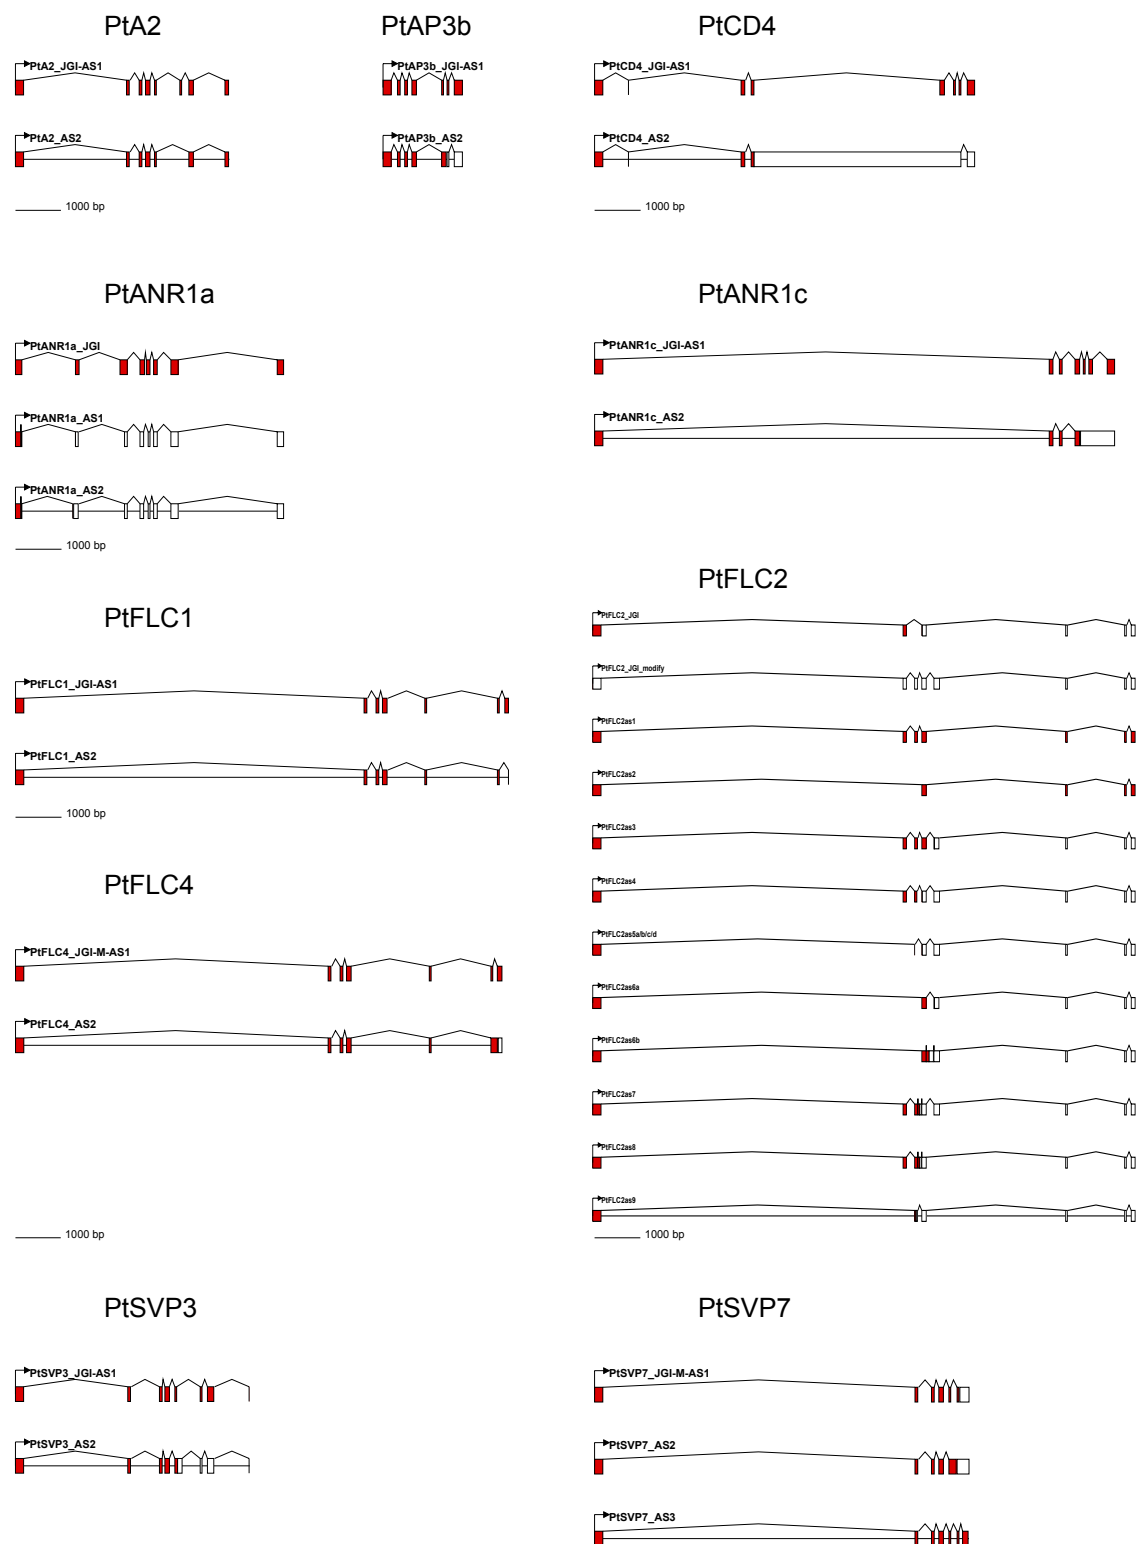 PtA2
PtAP3b
PtCD4
PtA2_JGI-AS1
PtAP3b_JGI-AS1
PtCD4_JGI-AS1
PtA2_AS2
PtAP3b_AS2
PtCD4_AS2
1000 bp
1000 bp
PtANR1a
PtANR1c
PtANR1a_JGI
PtANR1c_JGI-AS1
PtANR1a_AS1
PtANR1c_AS2
PtANR1a_AS2
1000 bp
PtFLC2
PtFLC1
PtFLC2_JGI
PtFLC2_JGI_modify
PtFLC1_JGI-AS1
PtFLC2as1
PtFLC1_AS2
PtFLC2as2
1000 bp
PtFLC2as3
PtFLC4
PtFLC2as4
PtFLC2as5a/b/c/d
PtFLC4_JGI-M-AS1
PtFLC2as6a
PtFLC4_AS2
PtFLC2as6b
PtFLC2as7
PtFLC2as8
PtFLC2as9
1000 bp
1000 bp
PtSVP3
PtSVP7
PtSVP3_JGI-AS1
PtSVP7_JGI-M-AS1
PtSVP3_AS2
PtSVP7_AS2
PtSVP7_AS3